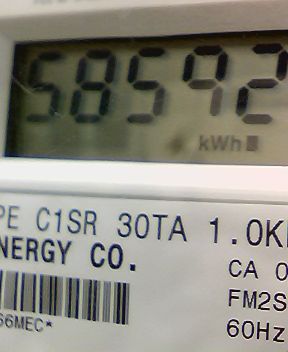 58592
kWh
PE C1SR 30TA 1.0K
NERGY CO.
CA 0
FM2S
66MEC*
60Hz